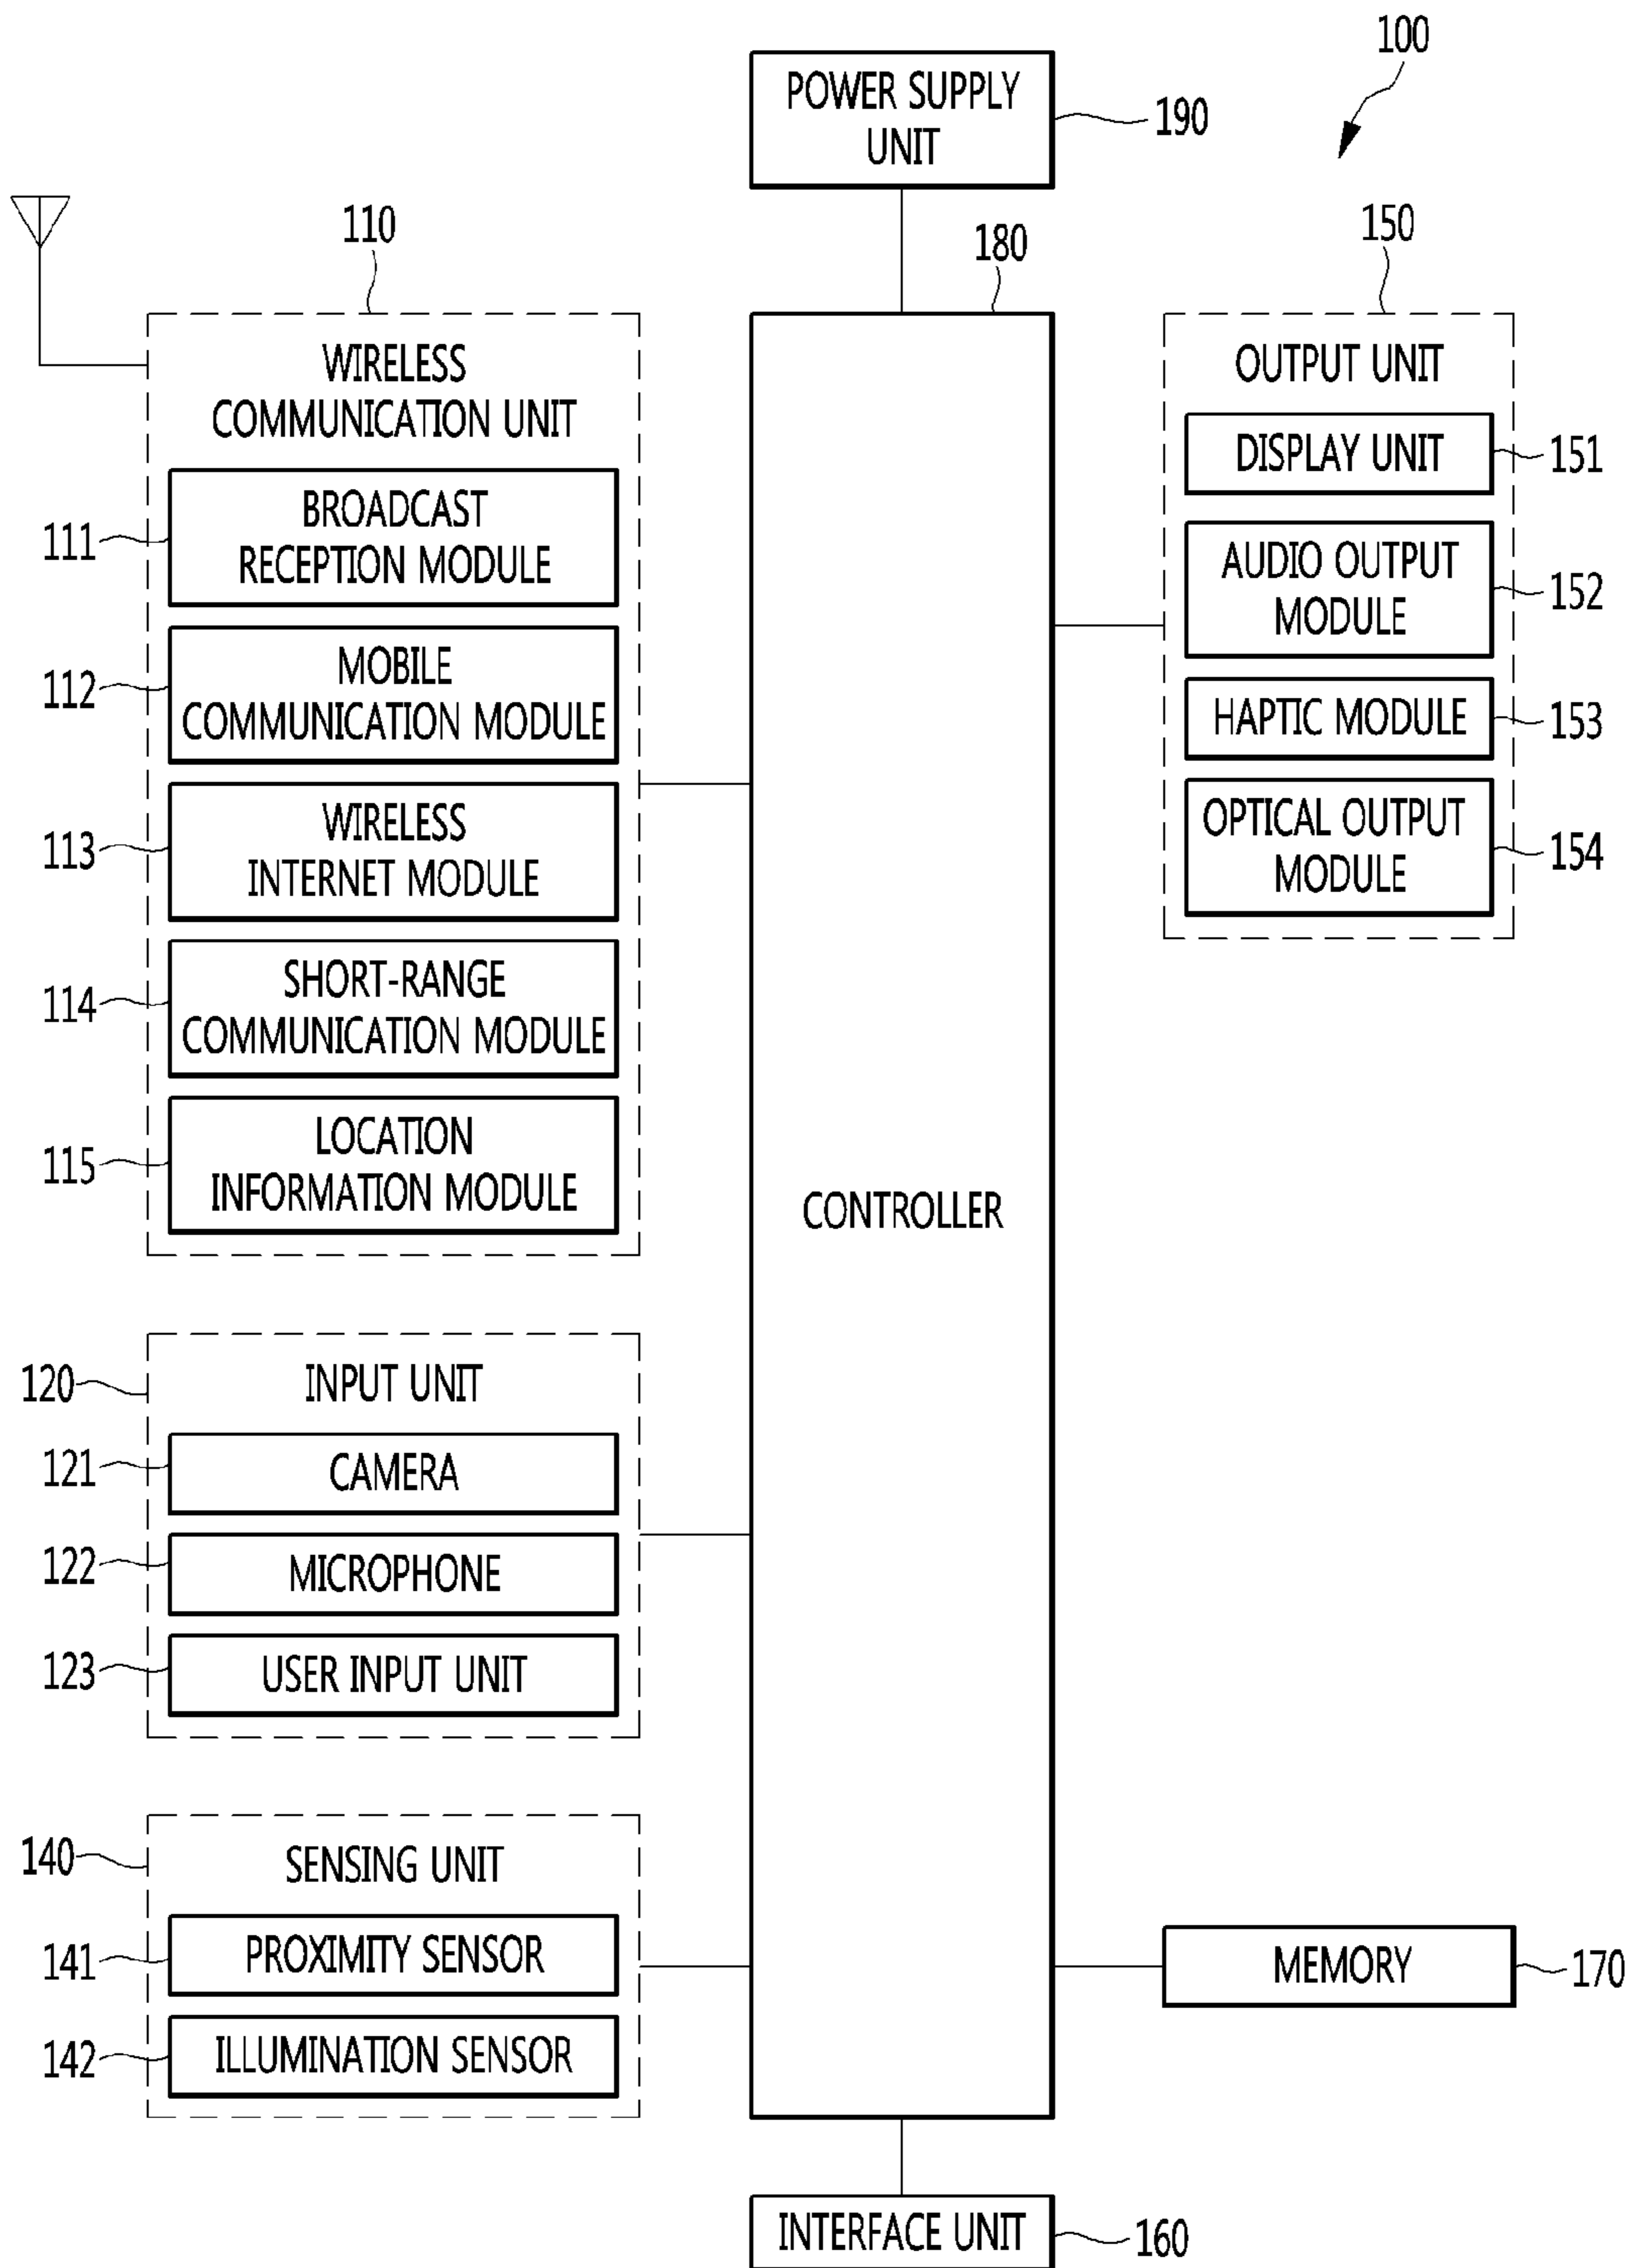 100
POWER SUPPLY
UNIT
190
110
180
150
WIRELESS
COMMUNICATION UNIT
111
BROADCAST
RECEPTION MODULE
112
MOBILE
COMMUNICATION MODULE
113
WIRELESS
INTERNET MODULE
114
SHORT-RANGE
COMMUNICATION MODULE
115
LOCATION
INFORMATION MODULE
120
INPUT UNIT
121
CAMERA
122
MICROPHONE
123
USER INPUT UNIT
140
SENSING UNIT
141
PROXIMITY SENSOR
142
ILLUMINATION SENSOR
CONTROLLER
OUTPUT UNIT
DISPLAY UNIT
151
AUDIO OUTPUT
MODULE
152
HAPTIC MODULE
153
OPTICAL OUTPUT
MODULE
154
MEMORY
170
INTERFACE UNIT
160